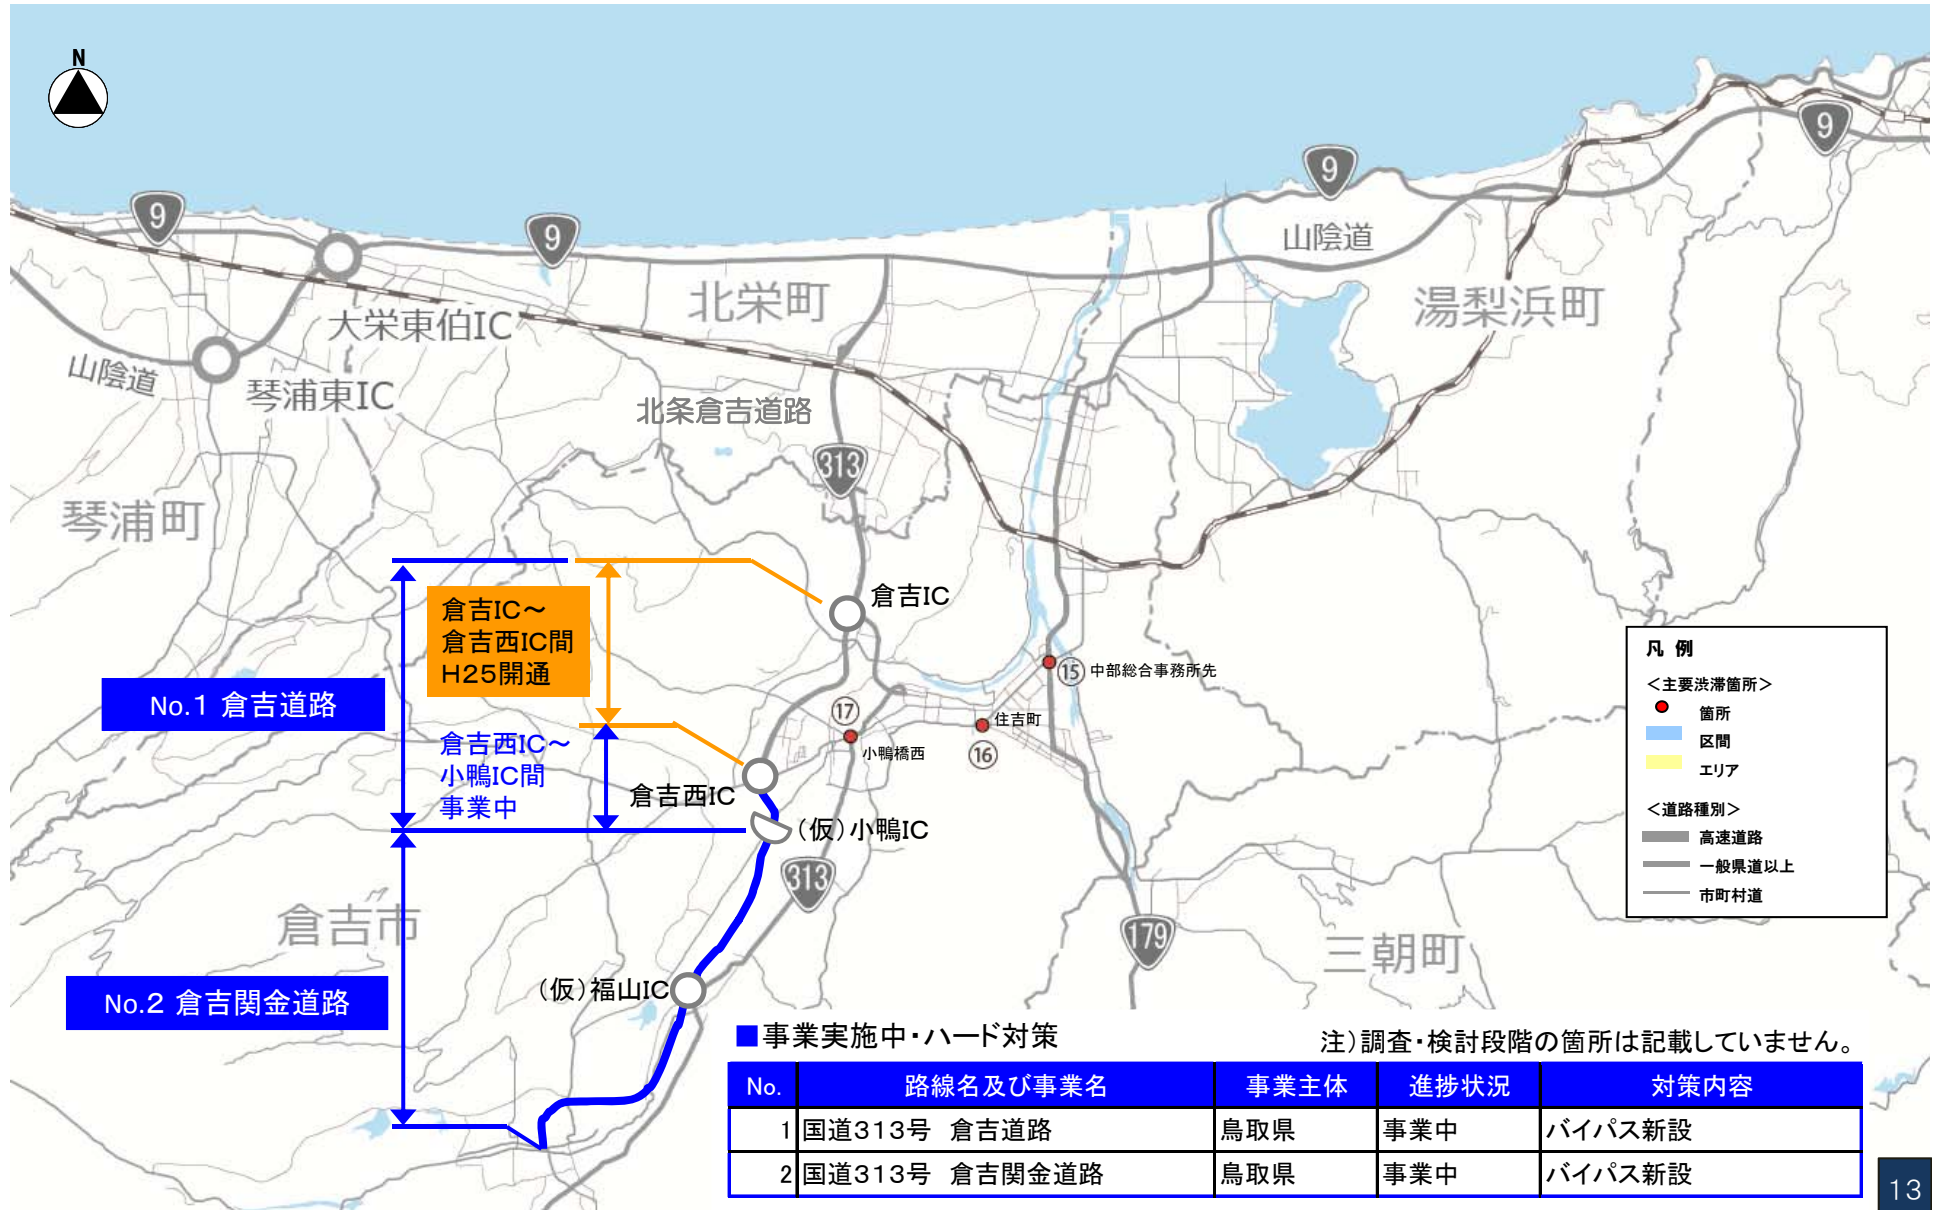 N
9
9
9
9
山陰道
北栄町
湯梨浜町
大栄東伯IC
山陰道
琴浦東IC
北条倉吉道路
313
琴浦町
倉吉IC
倉吉IC～
倉吉西IC間
H25開通
No.1 倉吉道路
倉吉西IC～
小鴨IC間
事業中
⑮ 中部総合事務所先
住吉町
⑯
⑰
小鴨橋西
倉吉西IC
（仮）小鴨IC
313
倉吉市
179
三朝町
No.2 倉吉関金道路
（仮）福山IC
凡 例
＜主要渋滞箇所＞
箇所
区間
エリア
＜道路種別＞
高速道路
一般県道以上
市町村道
■事業実施中・ハード対策
注）調査・検討段階の箇所は記載していません。
No. 路線名及び事業名 事業主体 進捗状況 対策内容
1 国道313号 倉吉道路 鳥取県 事業中 バイパス新設
2 国道313号 倉吉関金道路 鳥取県 事業中 バイパス新設
13